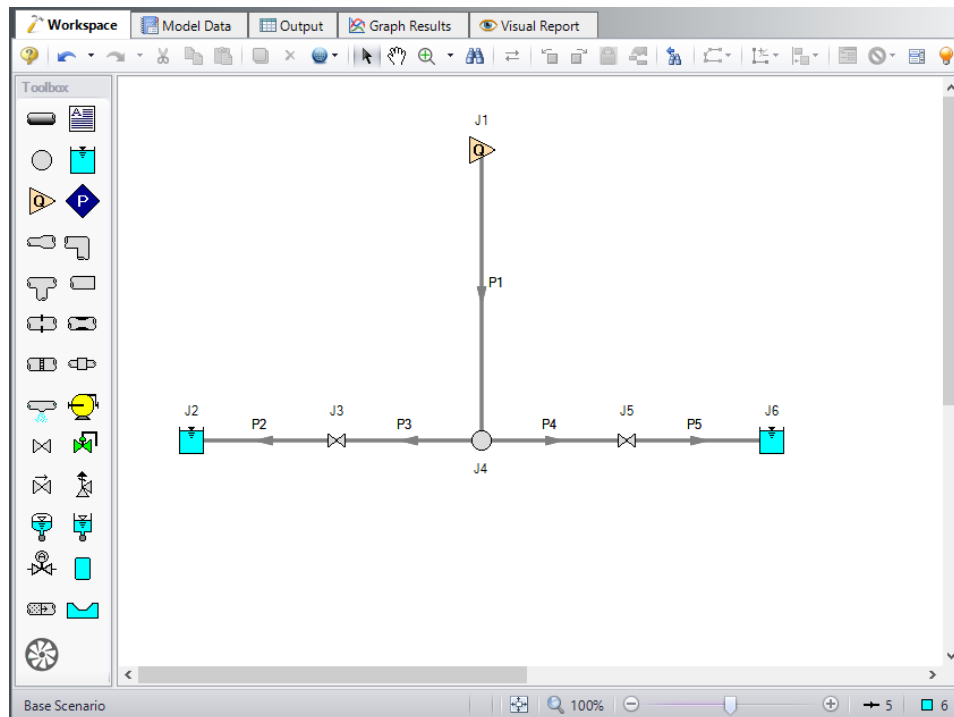 Workspace Model Data Output Graph Results Visual Report
Toolbox
A
J1
Q
Q P
P1
J2 J3 J5 J6
P2 P3 P4 P5
J4
Base Scenario 100% 5 6